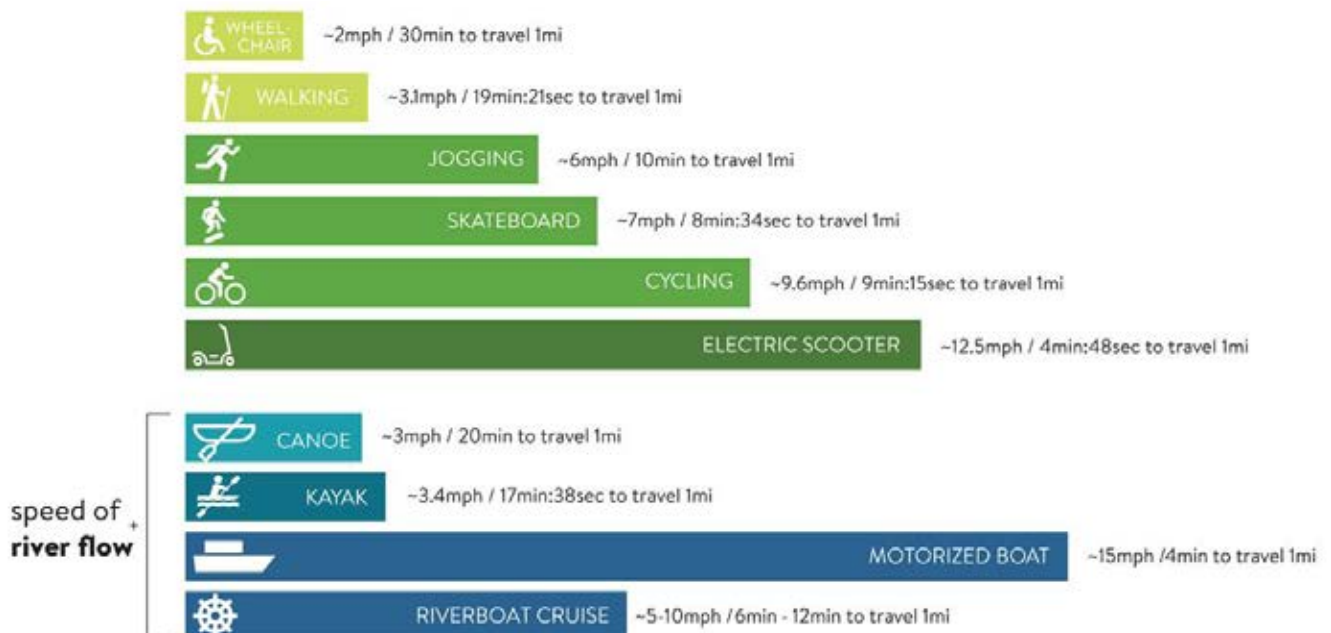 WHEEL-
CHAIR
~2mph / 30min to travel 1mi
WALKING
~3.1mph / 19min:21sec to travel 1mi
JOGGING
~6mph / 10min to travel 1mi
SKATEBOARD
~7mph / 8min:34sec to travel 1mi
CYCLING
~9.6mph / 9min:15sec to travel 1mi
ELECTRIC SCOOTER
~12.5mph / 4min:48sec to travel 1mi
speed of +
river flow
CANOE
~3mph / 20min to travel 1mi
KAYAK
~3.4mph / 17min:38sec to travel 1mi
MOTORIZED BOAT
~15mph /4min to travel 1mi
RIVERBOAT CRUISE
~5-10mph /6min - 12min to travel 1mi